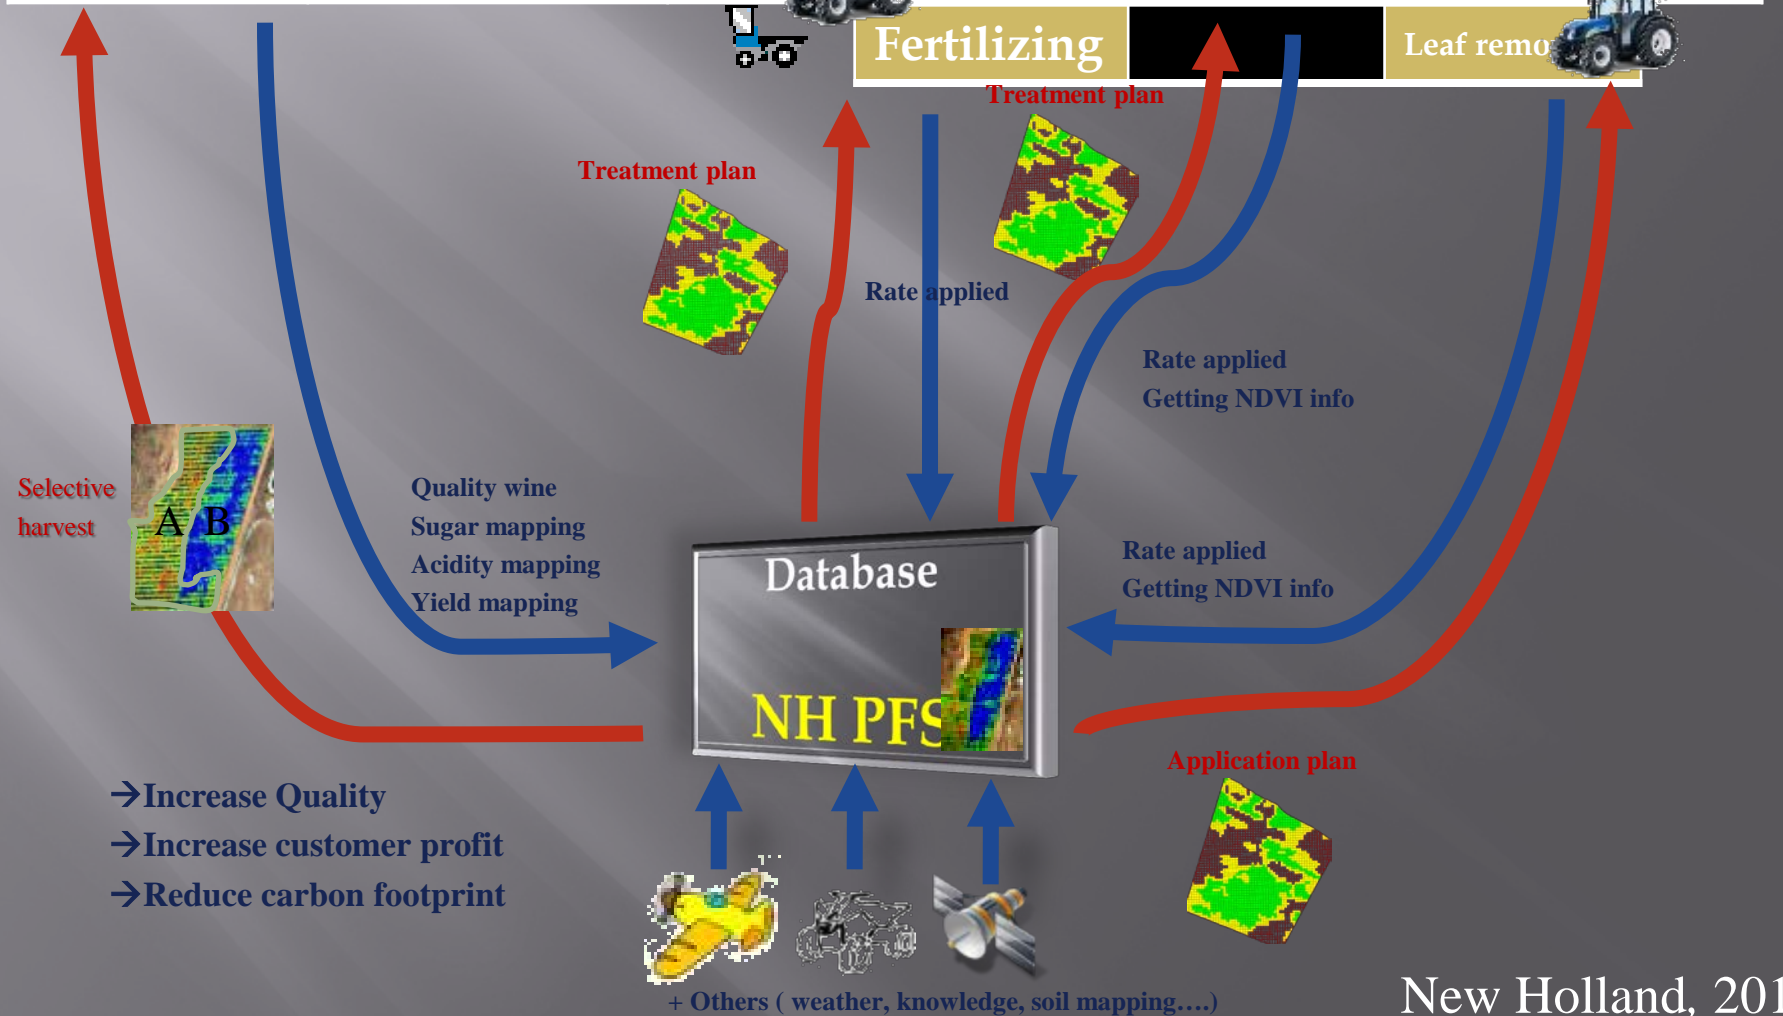 Fertilizing
Leaf remo
Treatment plan
Treatment plan
Rate applied
Rate applied
Getting NDVI info
Selective
harvest
A B
Quality wine
Sugar mapping
Acidity mapping
Yield mapping
Rate applied
Getting NDVI info
Database
NH PFS
Application plan
→Increase Quality
→Increase customer profit
→Reduce carbon footprint
+ Others ( weather, knowledge, soil mapping….)
New Holland, 201